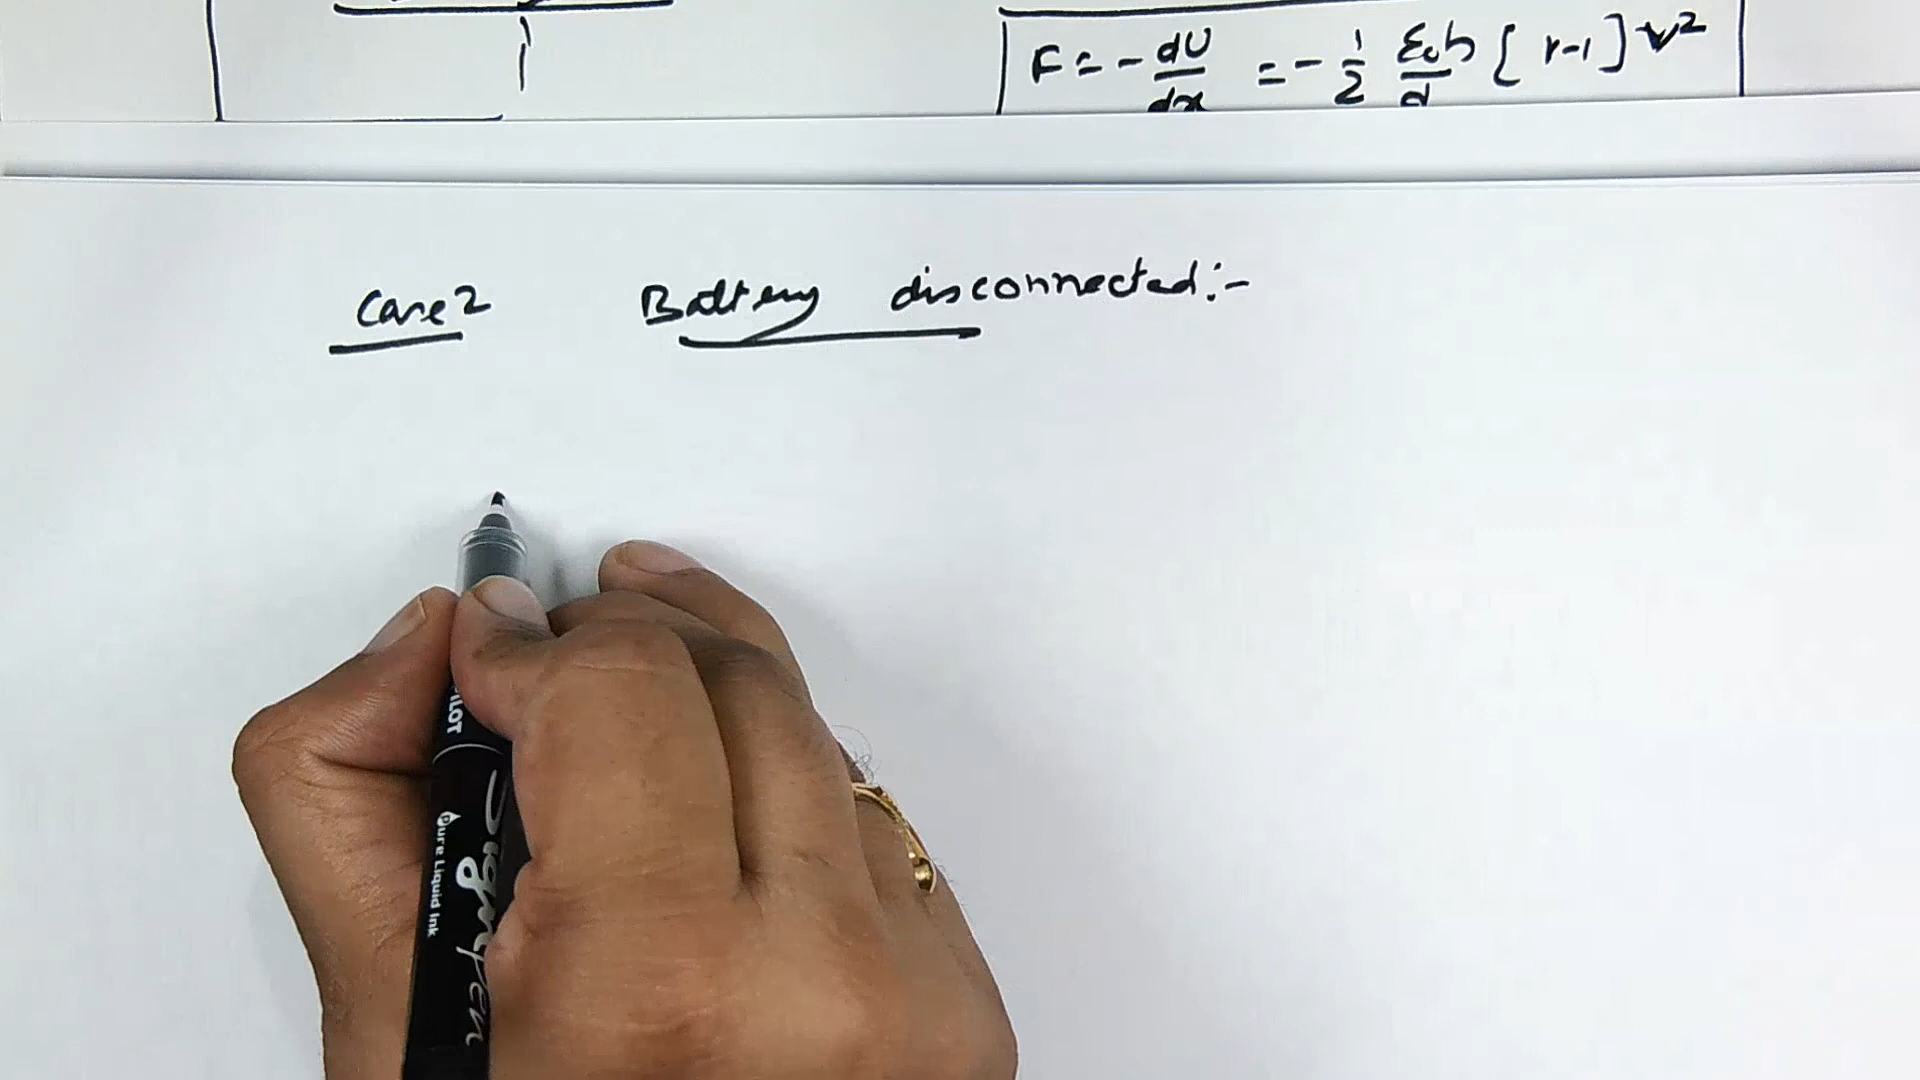 F = - dU/dx = - 1/2 ε₀b/d [r-1] v²
Case 2 Battery disconnected:-
PILOT
Signpen
Pure Liquid Ink